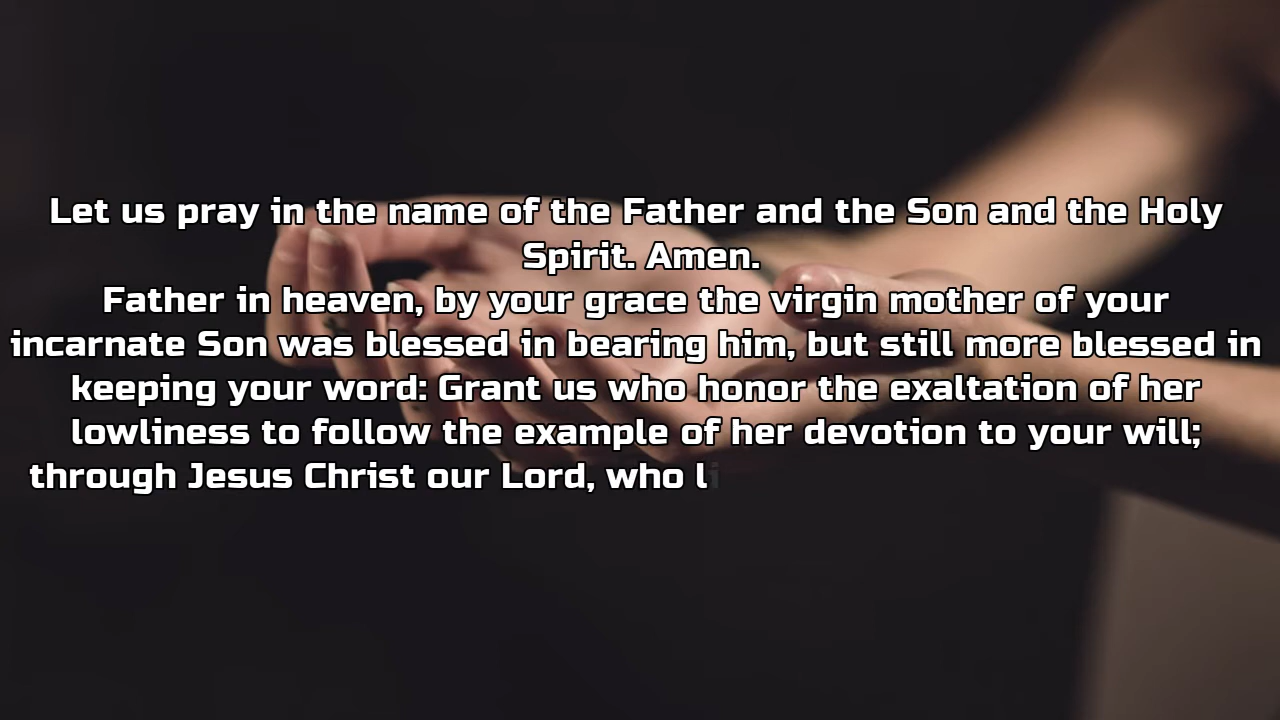 Let us pray in the name of the Father and the Son and the Holy
Spirit. Amen.
Father in heaven, by your grace the virgin mother of your
incarnate Son was blessed in bearing him, but still more blessed in
keeping your word: Grant us who honor the exaltation of her
lowliness to follow the example of her devotion to your will;
through Jesus Christ our Lord, who li